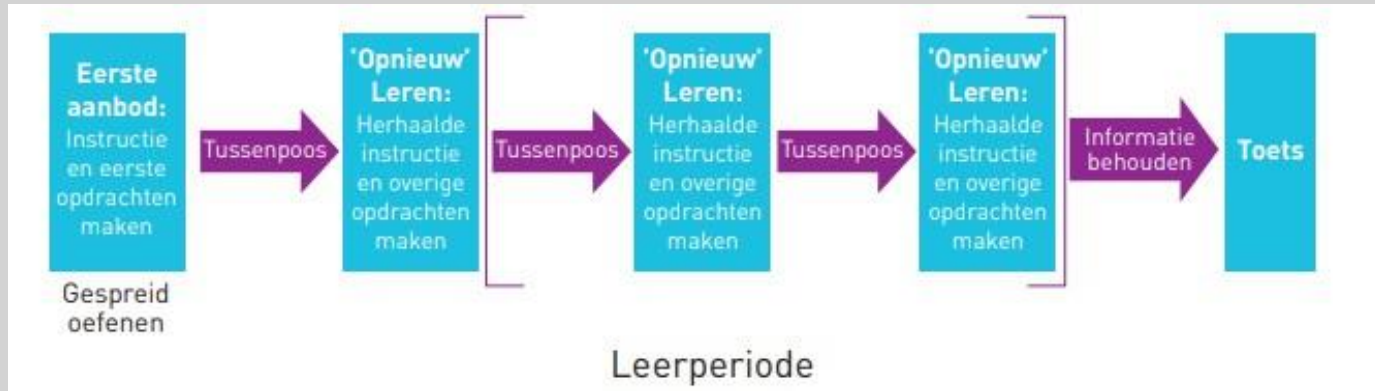 Eerste
aanbod:
Instructie
en eerste
opdrachten
maken
Tussenpoos
'Opnieuw'
Leren:
Herhaalde
instructie
en overige
opdrachten
maken
Tussenpoos
'Opnieuw'
Leren:
Herhaalde
instructie
en overige
opdrachten
maken
Tussenpoos
'Opnieuw'
Leren:
Herhaalde
instructie
en overige
opdrachten
maken
Informatie
behouden
Toets
Gespreid
oefenen
Leerperiode